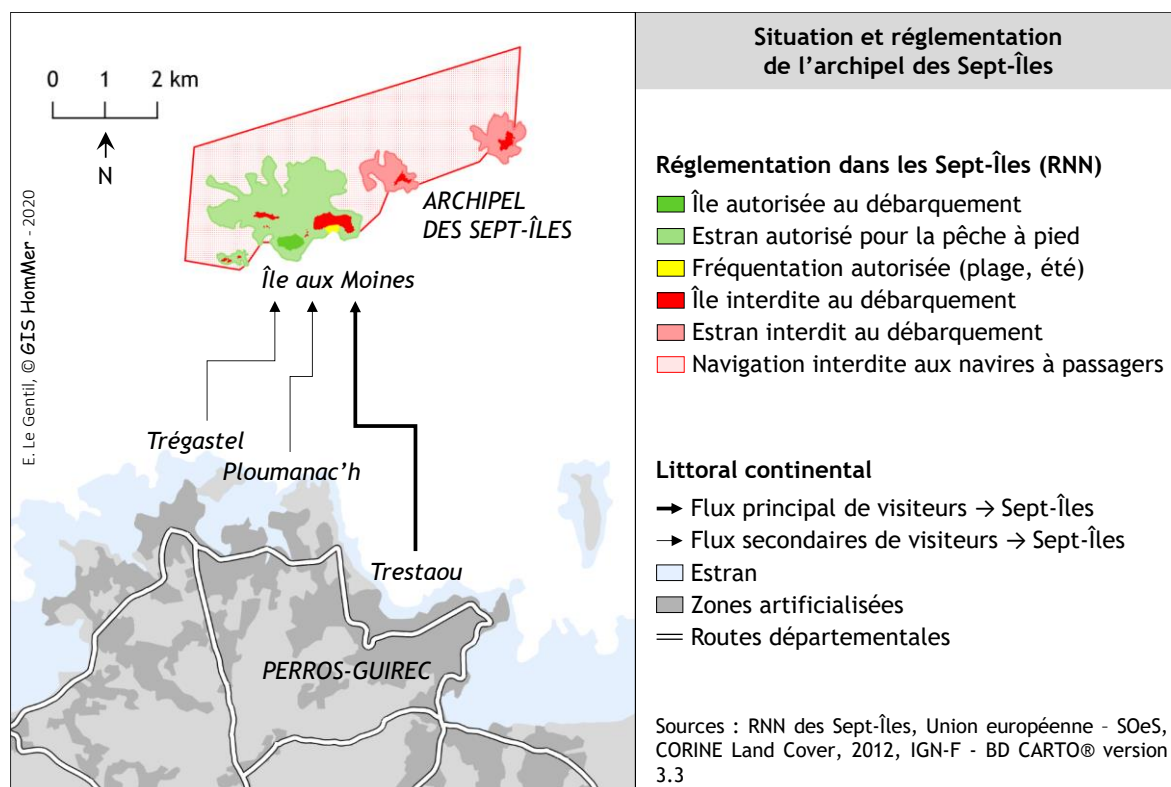 0 1 2 km
N
ARCHIPEL
DES SEPT-ÎLES
Île aux Moines
Trégastel
Ploumanac’h
Trestaou
PERROS-GUIREC
E. Le Gentil, © GIS HomMer - 2020
Situation et réglementation
de l’archipel des Sept-Îles
Réglementation dans les Sept-Îles (RNN)
Île autorisée au débarquement
Estran autorisé pour la pêche à pied
Fréquentation autorisée (plage, été)
Île interdite au débarquement
Estran interdit au débarquement
Navigation interdite aux navires à passagers
Littoral continental
Flux principal de visiteurs → Sept-Îles
Flux secondaires de visiteurs → Sept-Îles
Estran
Zones artificialisées
Routes départementales
Sources : RNN des Sept-Îles, Union européenne – SOeS,
CORINE Land Cover, 2012, IGN-F - BD CARTO® version
3.3